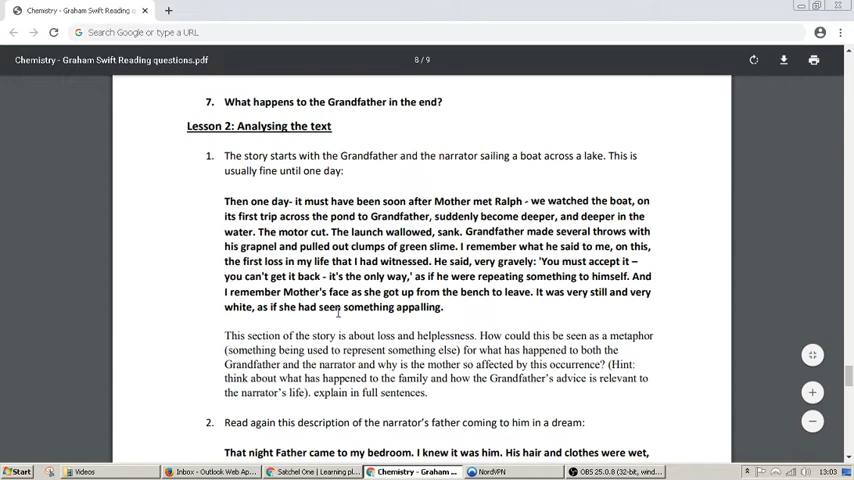 Chemistry - Graham Swift Reading q
Search Google or type a URL
Chemistry - Graham Swift Reading questions.pdf
8 / 9
7. What happens to the Grandfather in the end?
Lesson 2: Analysing the text
1. The story starts with the Grandfather and the narrator sailing a boat across a lake. This is
usually fine until one day:
Then one day- it must have been soon after Mother met Ralph - we watched the boat, on
its first trip across the pond to Grandfather, suddenly become deeper, and deeper in the
water. The motor cut. The launch wallowed, sank. Grandfather made several throws with
his grapnel and pulled out clumps of green slime. I remember what he said to me, on this,
the first loss in my life that I had witnessed. He said, very gravely: 'You must accept it –
you can't get it back - it's the only way,' as if he were repeating something to himself. And
I remember Mother's face as she got up from the bench to leave. It was very still and very
white, as if she had seen something appalling.
This section of the story is about loss and helplessness. How could this be seen as a metaphor
(something being used to represent something else) for what has happened to both the
Grandfather and the narrator and why is the mother so affected by this occurrence? (Hint:
think about what has happened to the family and how the Grandfather's advice is relevant to
the narrator's life). explain in full sentences.
2. Read again this description of the narrator's father coming to him in a dream:
That night Father came to my bedroom. I knew it was him. His hair and clothes were wet,
Start
Videos
Inbox - Outlook Web Ap...
Satchel One | Learning pl...
Chemistry - Graham ...
NordVPN
OBS 25.0.8 (32-bit, wind...
13:03